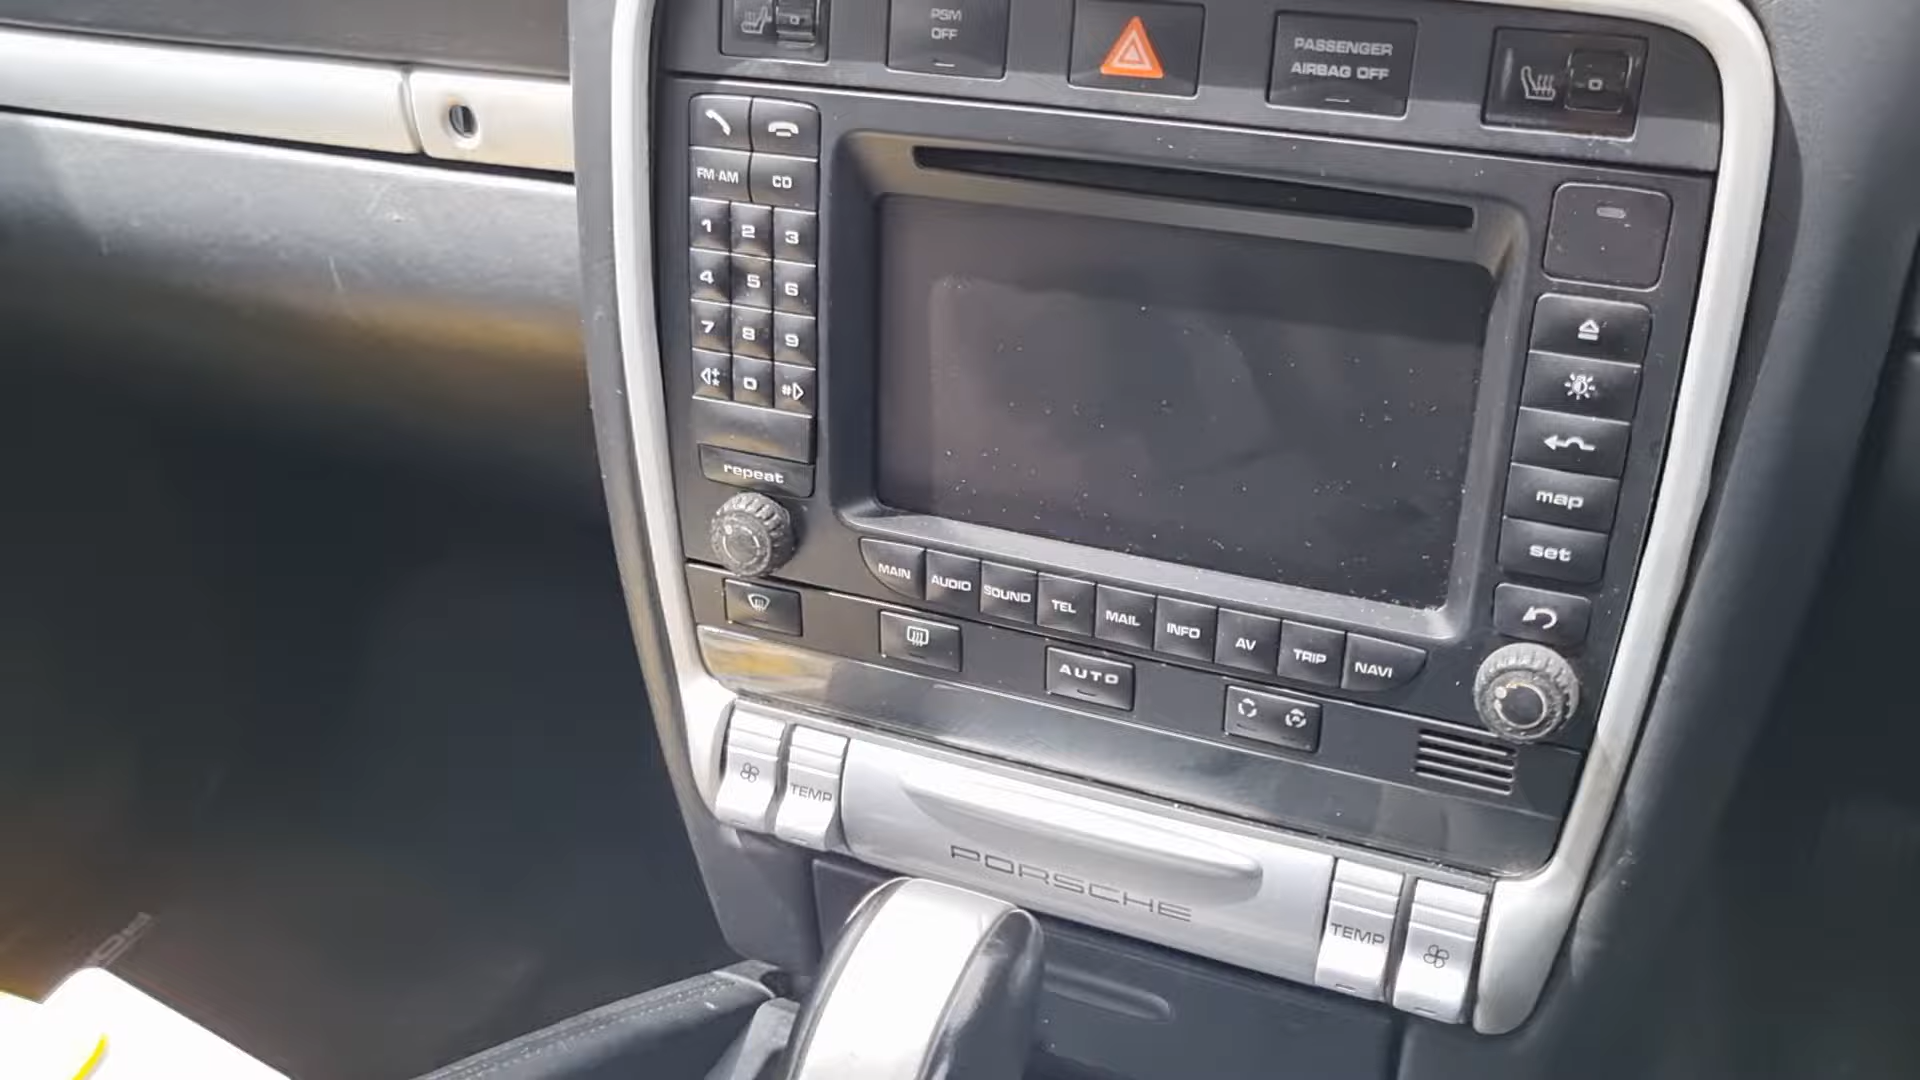 PSM
OFF
PASSENGER
AIRBAG OFF
FM·AM
CD
1 2 3
4 5 6
7 8 9
* 0 #
repeat
map
set
MAIN AUDIO SOUND TEL MAIL INFO AV TRIP NAVI
AUTO
TEMP
PORSCHE
TEMP